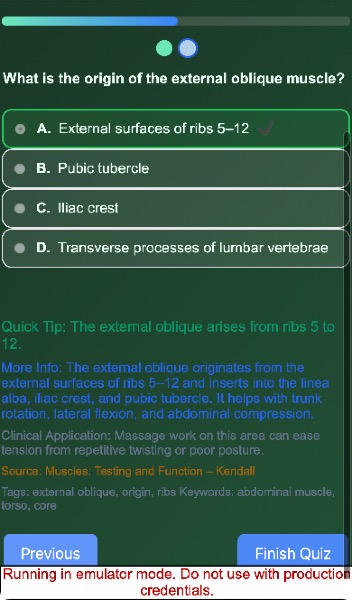 What is the origin of the external oblique muscle?
A. External surfaces of ribs 5–12
B. Pubic tubercle
C. Iliac crest
D. Transverse processes of lumbar vertebrae
Quick Tip: The external oblique arises from ribs 5 to
12.
More Info: The external oblique originates from the
external surfaces of ribs 5–12 and inserts into the linea
alba, iliac crest, and pubic tubercle. It helps with trunk
rotation, lateral flexion, and abdominal compression.
Clinical Application: Massage work on this area can ease
tension from repetitive twisting or poor posture.
Source: Muscles: Testing and Function – Kendall
Tags: external oblique, origin, ribs Keywords: abdominal muscle,
torso, core
Previous
Finish Quiz
Running in emulator mode. Do not use with production
credentials.